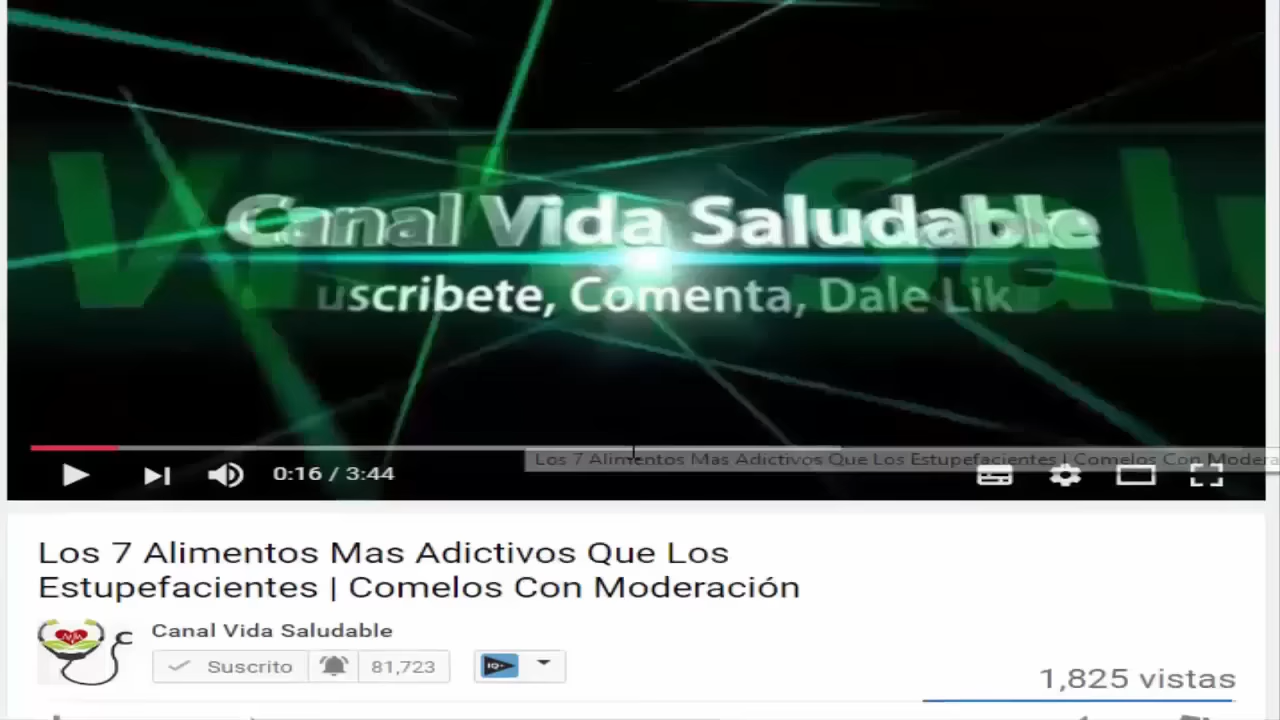 Canal Vida Saludable
uscribete, Comenta, Dale Lik
0:16 / 3:44
Los 7 Alimentos Mas Adictivos Que Los Estupefacientes | Comelos Con Modera
Los 7 Alimentos Mas Adictivos Que Los
Estupefacientes | Comelos Con Moderación
Canal Vida Saludable
Suscrito 81,723
1,825 vistas